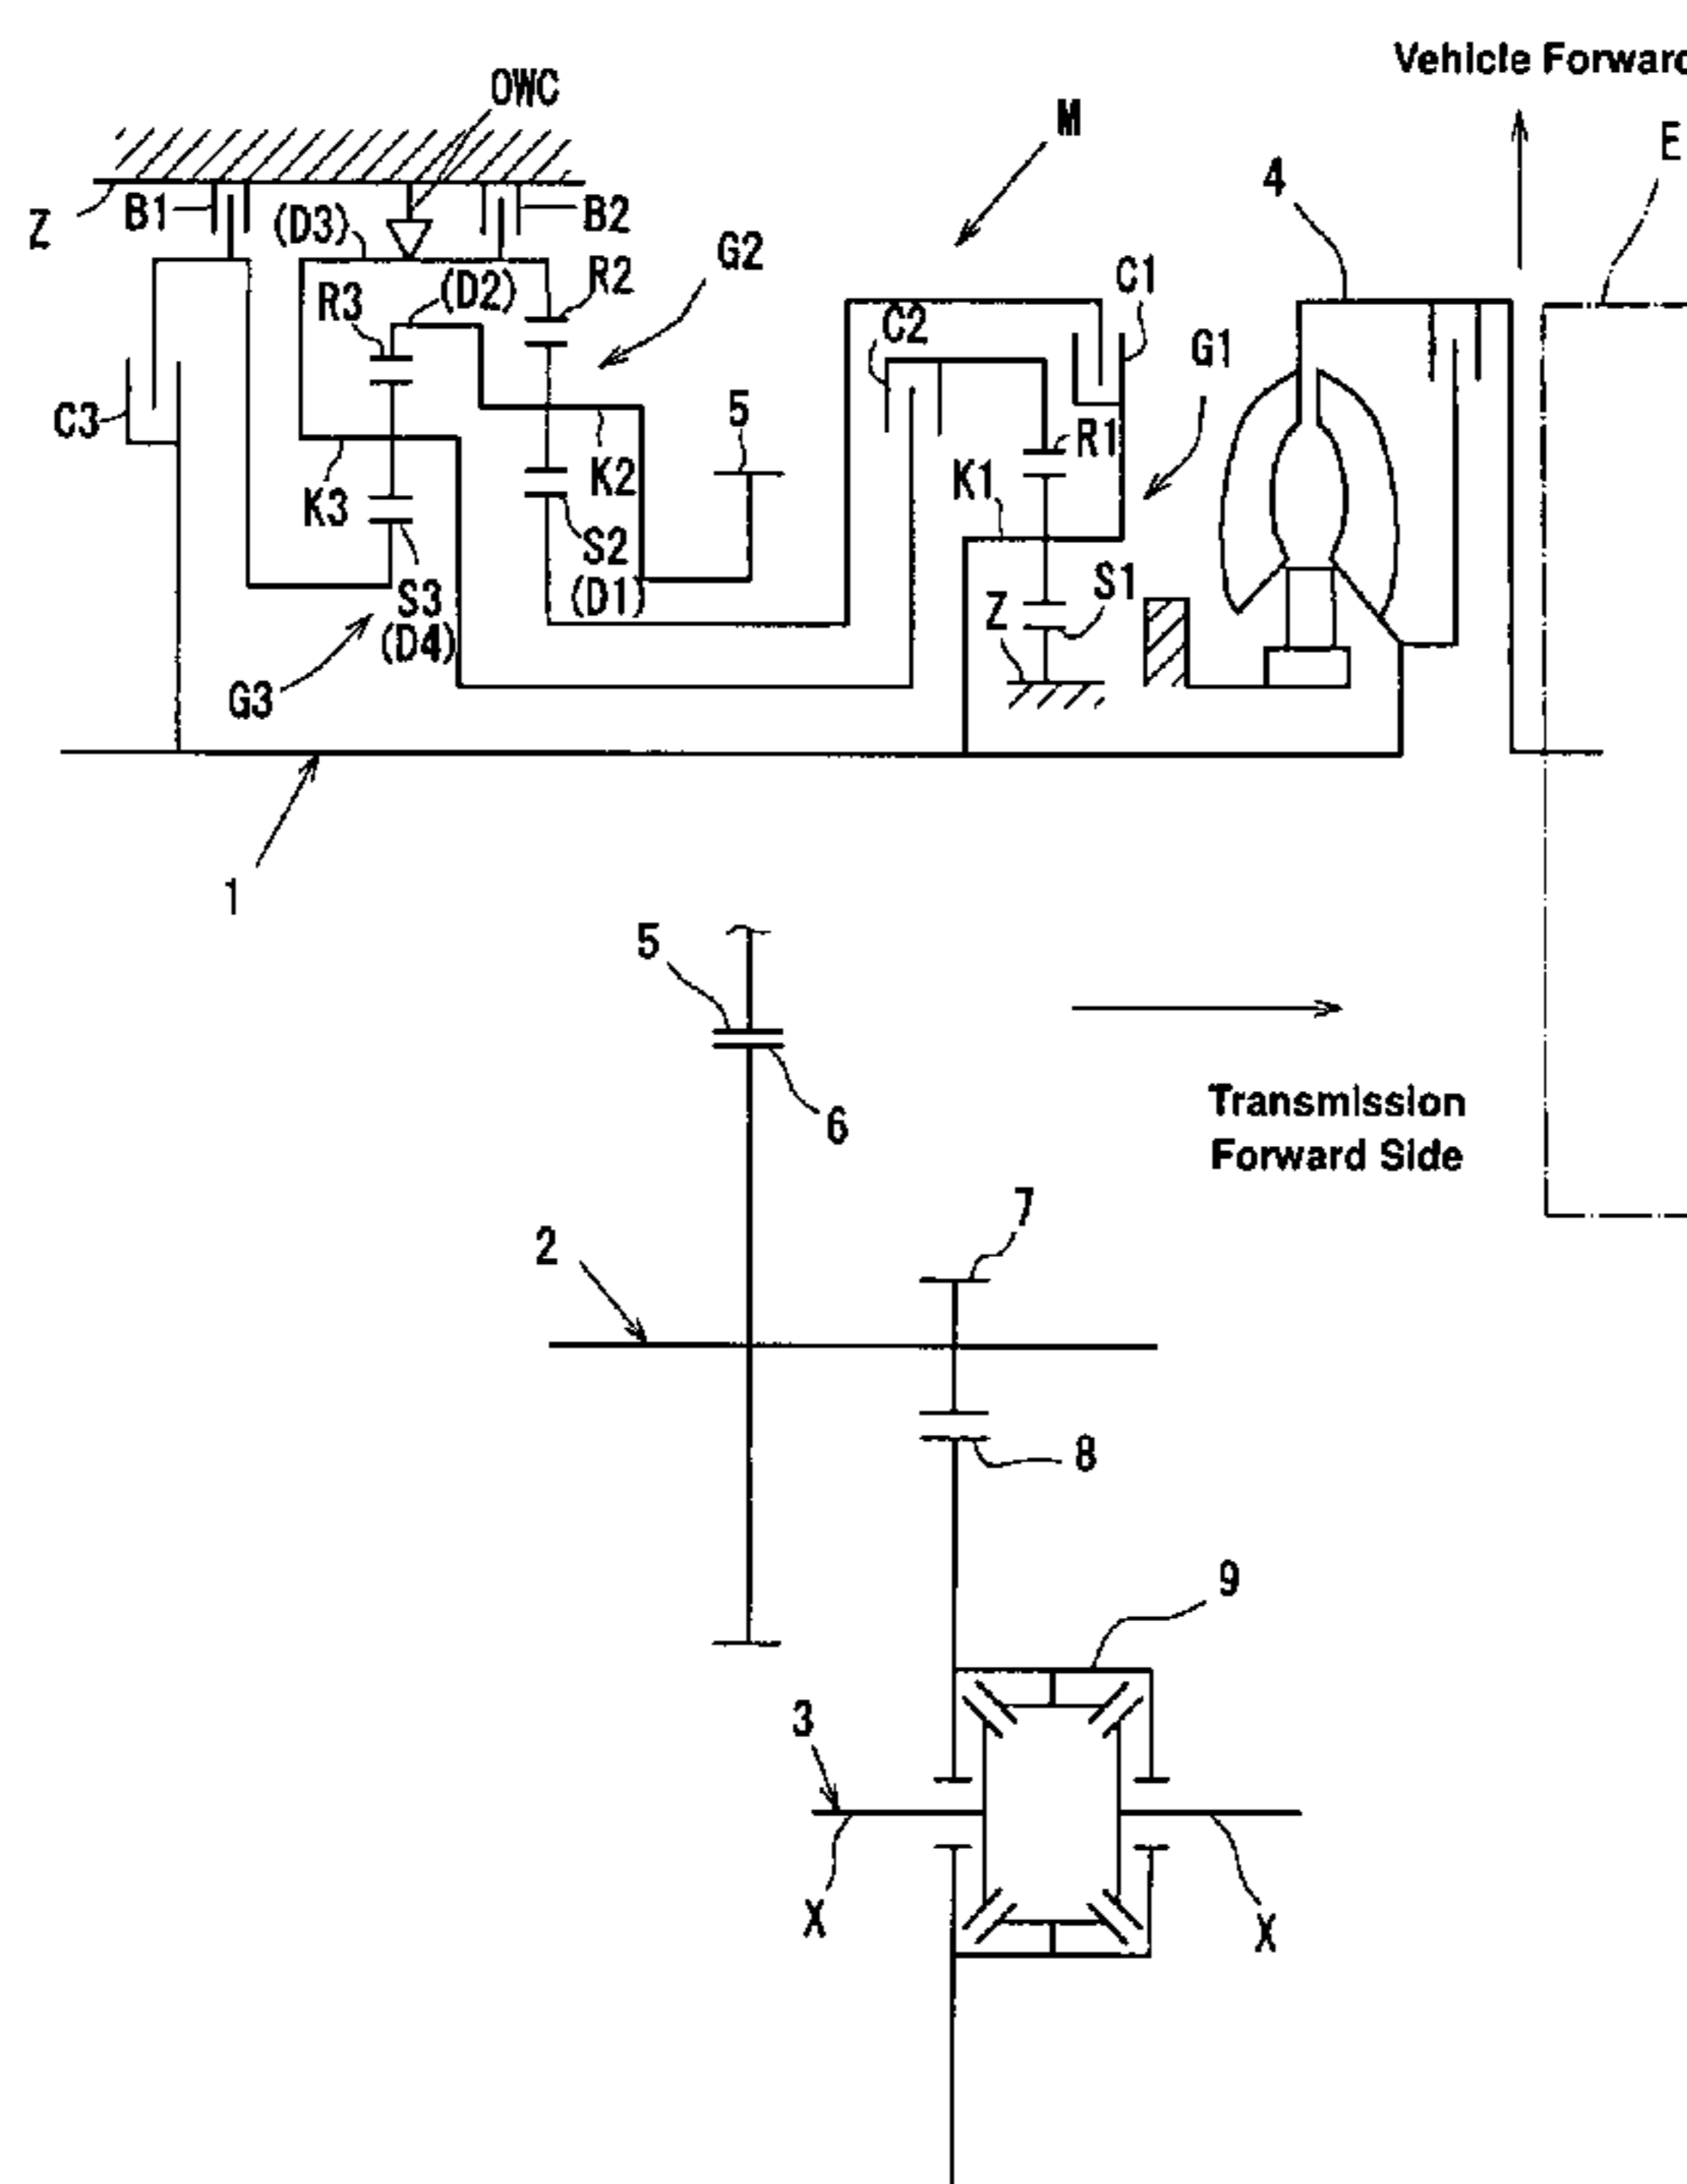 Vehicle Forward
OWC
M
E
4
Z
B1
(D3)
B2
G2
R3
(D2)
R2
C1
C2
G1
C3
5
R1
K3
K2
K1
S2
(D1)
S3
(D4)
S1
Z
G3
1
5
6
Transmission
Forward Side
7
2
8
9
3
X
X